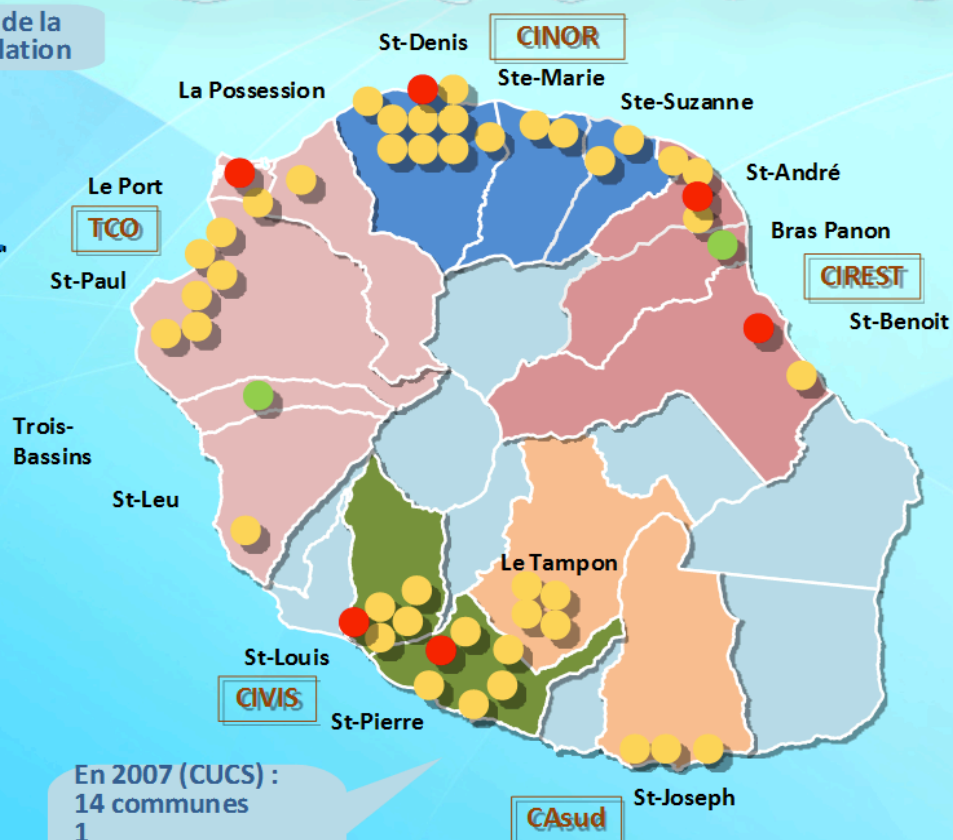 de la
St-Denis
CINOR
lation
Ste-Marie
La Possession
Ste-Suzanne
St-André
Le Port
TCO
Bras Panon
St-Paul
CIREST
St-Benoit
Trois-
Bassins
St-Leu
Le Tampon
St-Louis
CIVIS
St-Pierre
En 2007 (CUCS) :
14 communes
1
St-Joseph
CAsud